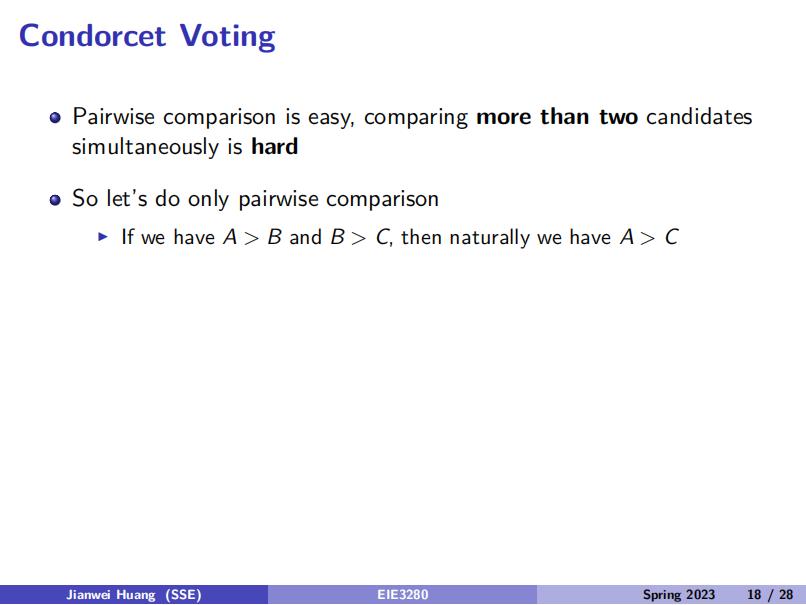 Condorcet Voting
Pairwise comparison is easy, comparing more than two candidates
simultaneously is hard
So let's do only pairwise comparison
If we have A > B and B > C, then naturally we have A > C
Jianwei Huang (SSE) EIE3280 Spring 2023 18 / 28